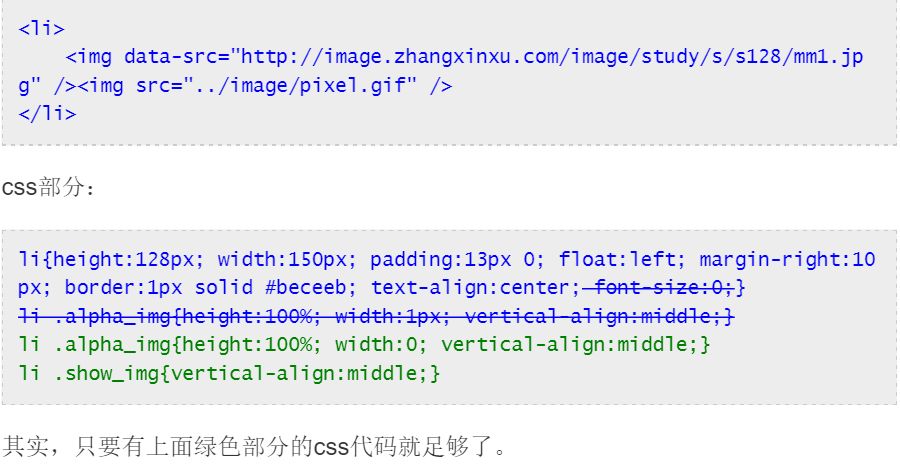 <li>
    <img data-src="http://image.zhangxinxu.com/image/study/s/s128/mm1.jp
g" /><img src="../image/pixel.gif" />
</li>
css部分：
li{height:128px; width:150px; padding:13px 0; float:left; margin-right:10
px; border:1px solid #beceeb; text-align:center; font-size:0;}
li .alpha_img{height:100%; width:1px; vertical-align:middle;}
li .alpha_img{height:100%; width:0; vertical-align:middle;}
li .show_img{vertical-align:middle;}
其实，只要有上面绿色部分的css代码就足够了。